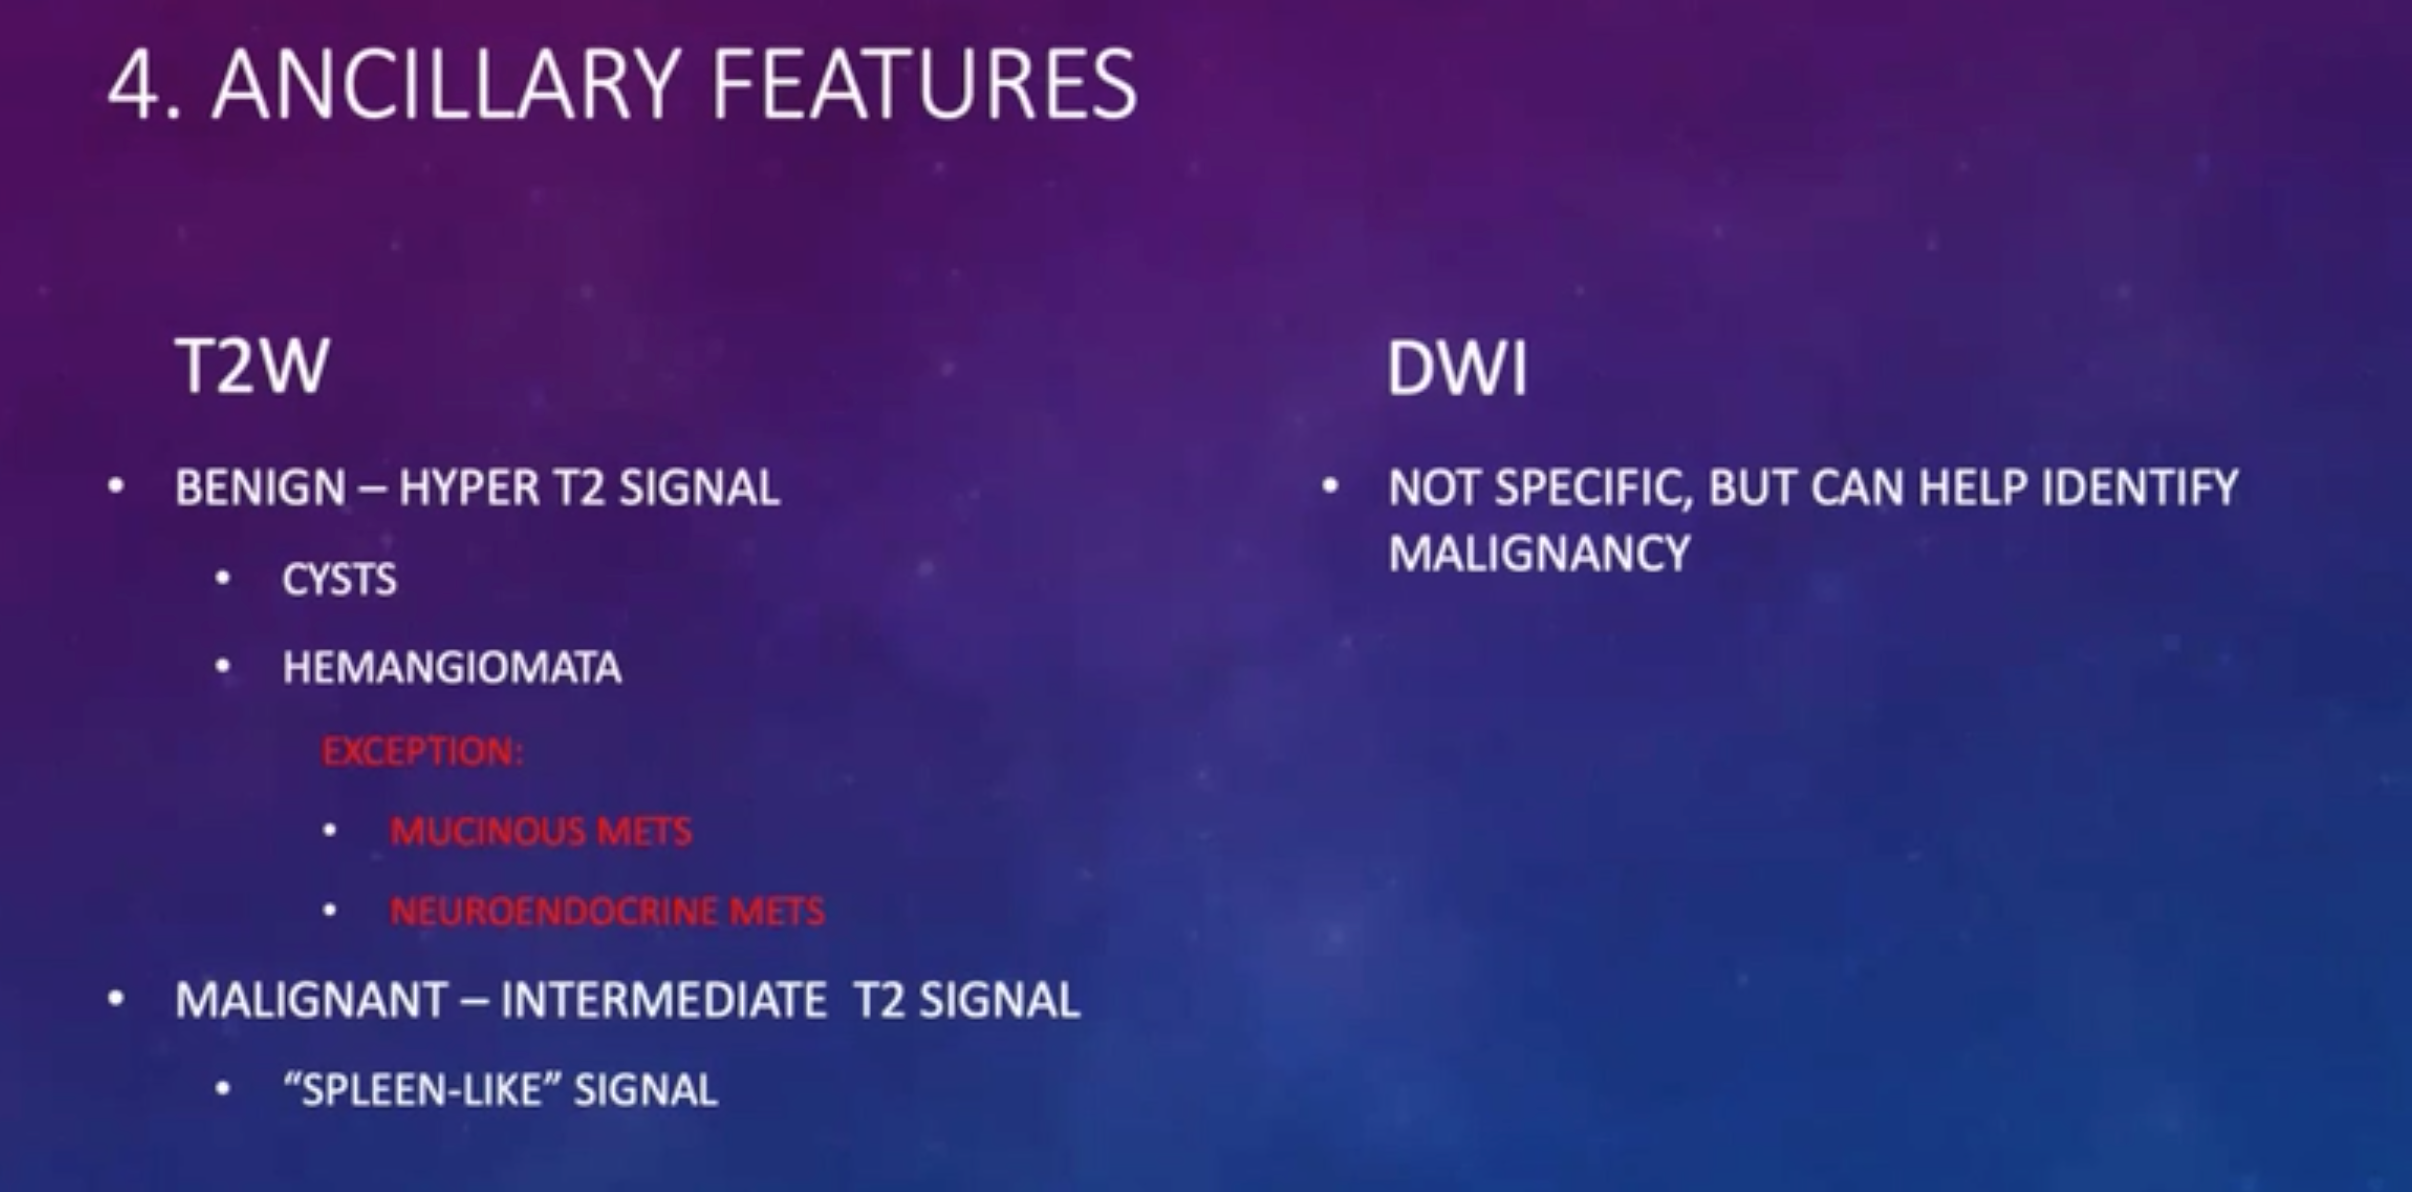 4. ANCILLARY FEATURES
T2W
• BENIGN – HYPER T2 SIGNAL
• CYSTS
• HEMANGIOMATA
EXCEPTION:
• MUCINOUS METS
• NEUROENDOCRINE METS
• MALIGNANT – INTERMEDIATE T2 SIGNAL
• “SPLEEN-LIKE” SIGNAL
DWI
• NOT SPECIFIC, BUT CAN HELP IDENTIFY
MALIGNANCY